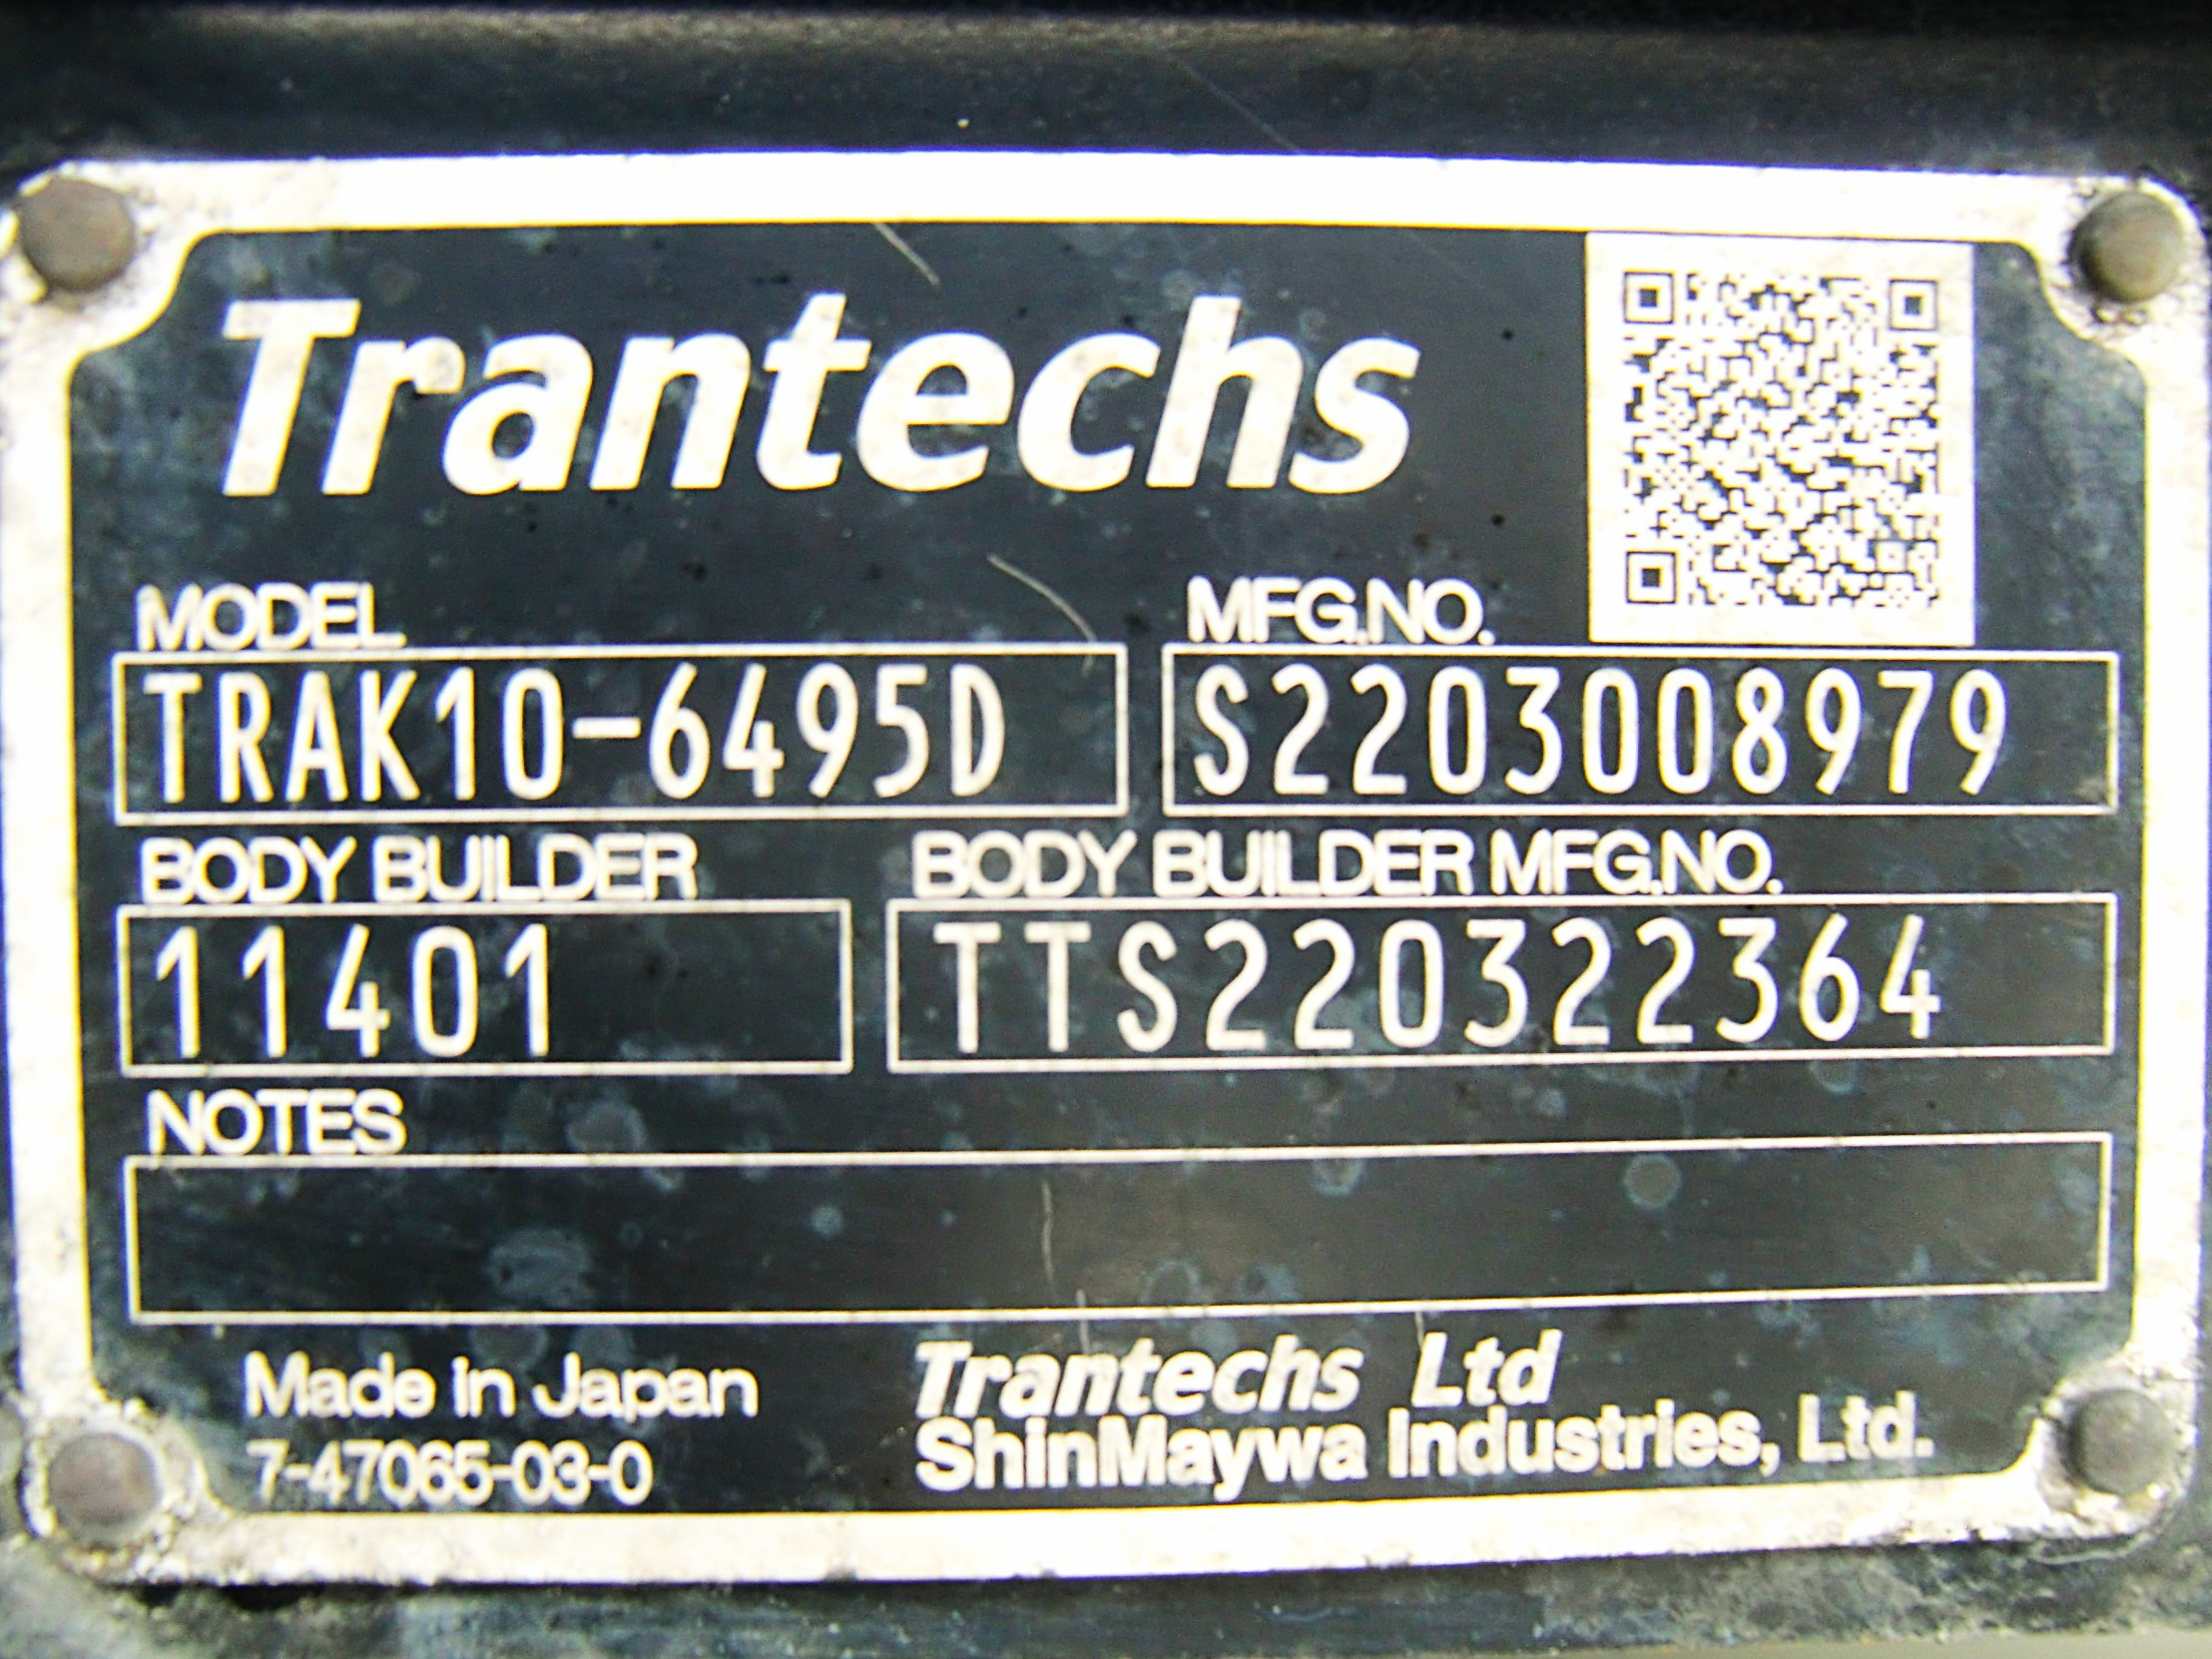 Trantechs
MODEL MFG.NO.
TRAK10-6495D S2203008979
BODY BUILDER BODY BUILDER MFG.NO.
11401 TTS220322364
NOTES
Made in Japan Trantechs Ltd
7-47065-03-0 ShinMaywa Industries, Ltd.